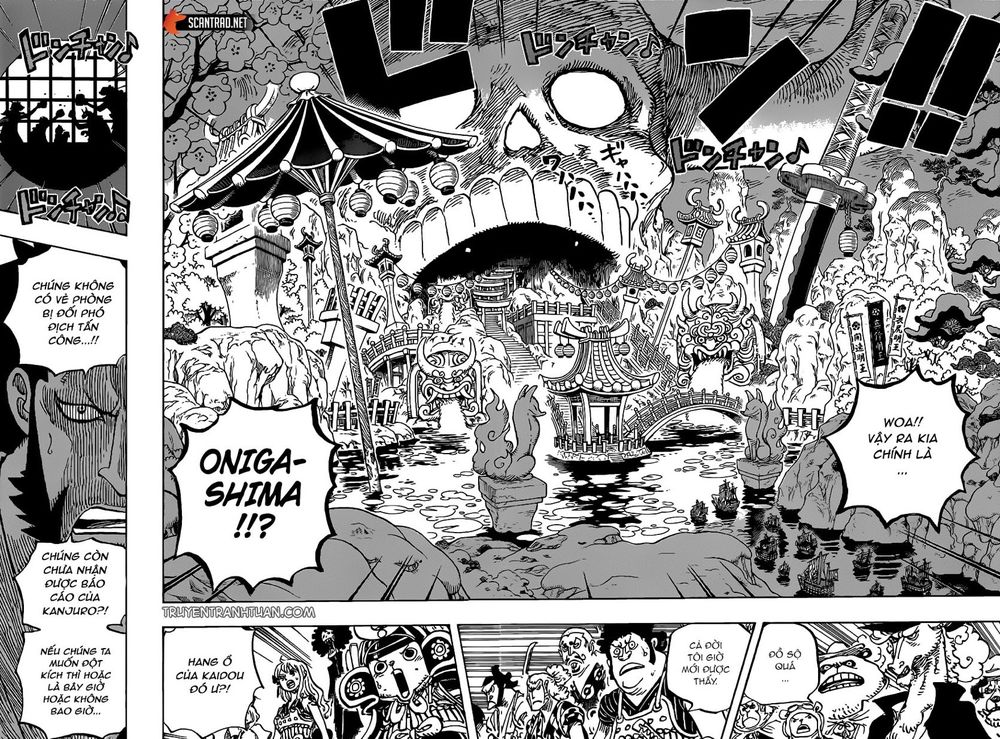 SCANTRAD.NET
ドン!!
ドンチャン♪
ドンチャン♪
ワハハハ
ギャハハハ
WOA!!
VẬY RA KIA
CHÍNH LÀ
...
ONIGA-
SHIMA
!!?
TRUYENTRANHTUAN.COM
ĐỒ SỘ
QUẢ
...
CẢ ĐỜI
TÔI GIỜ
MỚI ĐƯỢC
THẤY.
HANG Ổ
CỦA KAIDOU
ĐÓ Ư?!
ドンチャン♪
ドンチャン♪
CHÚNG KHÔNG
CÓ VẺ PHÒNG
BỊ ĐỐI PHÓ
ĐỊCH TẤN
CÔNG...!!
CHÚNG CÒN
CHƯA NHẬN
ĐƯỢC BÁO
CÁO CỦA
KANJURO?!
NẾU CHÚNG TA
MUỐN ĐỘT
KÍCH THÌ HOẶC
LÀ BÂY GIỜ
HOẶC KHÔNG
BAO GIỜ...